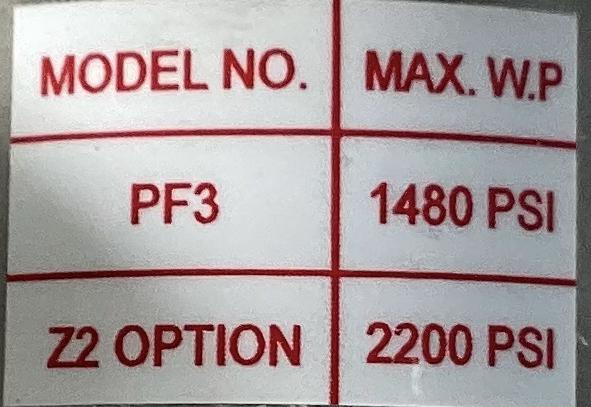 MODEL NO. MAX. W.P
PF3 1480 PSI
Z2 OPTION 2200 PSI